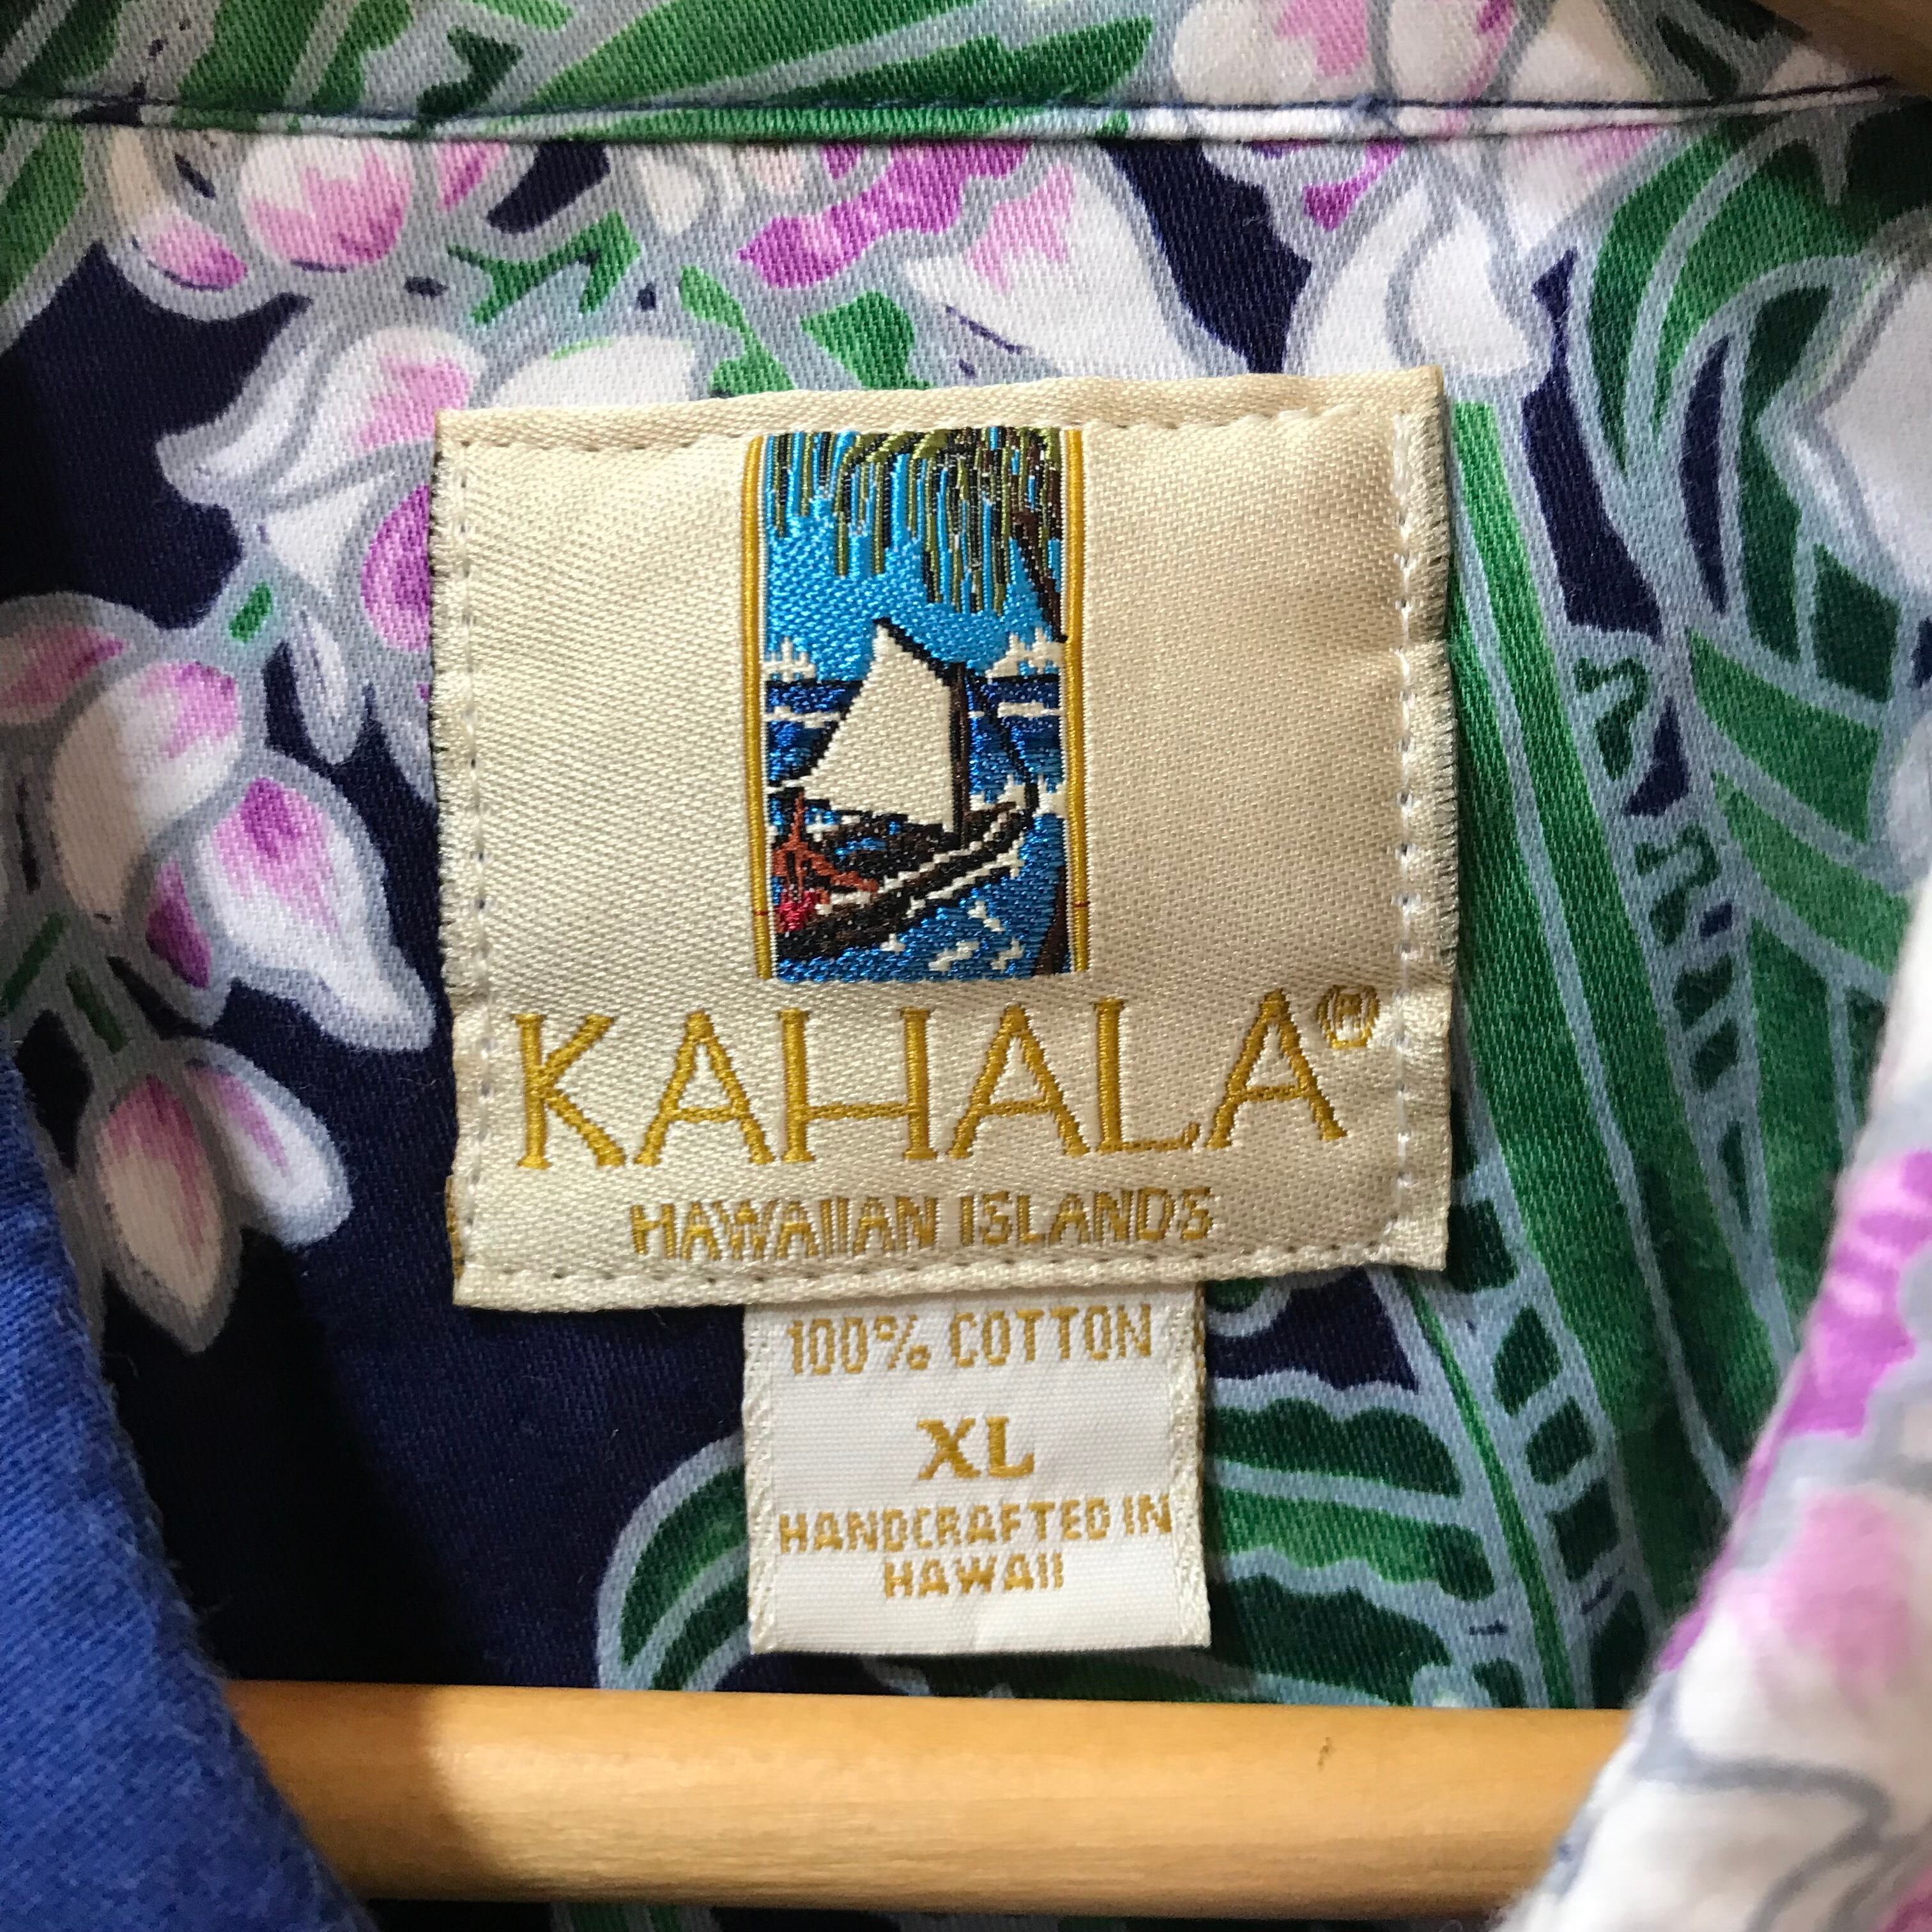 KAHALA®
HAWAIIAN ISLANDS
100% COTTON
XL
HANDCRAFTED IN
HAWAII